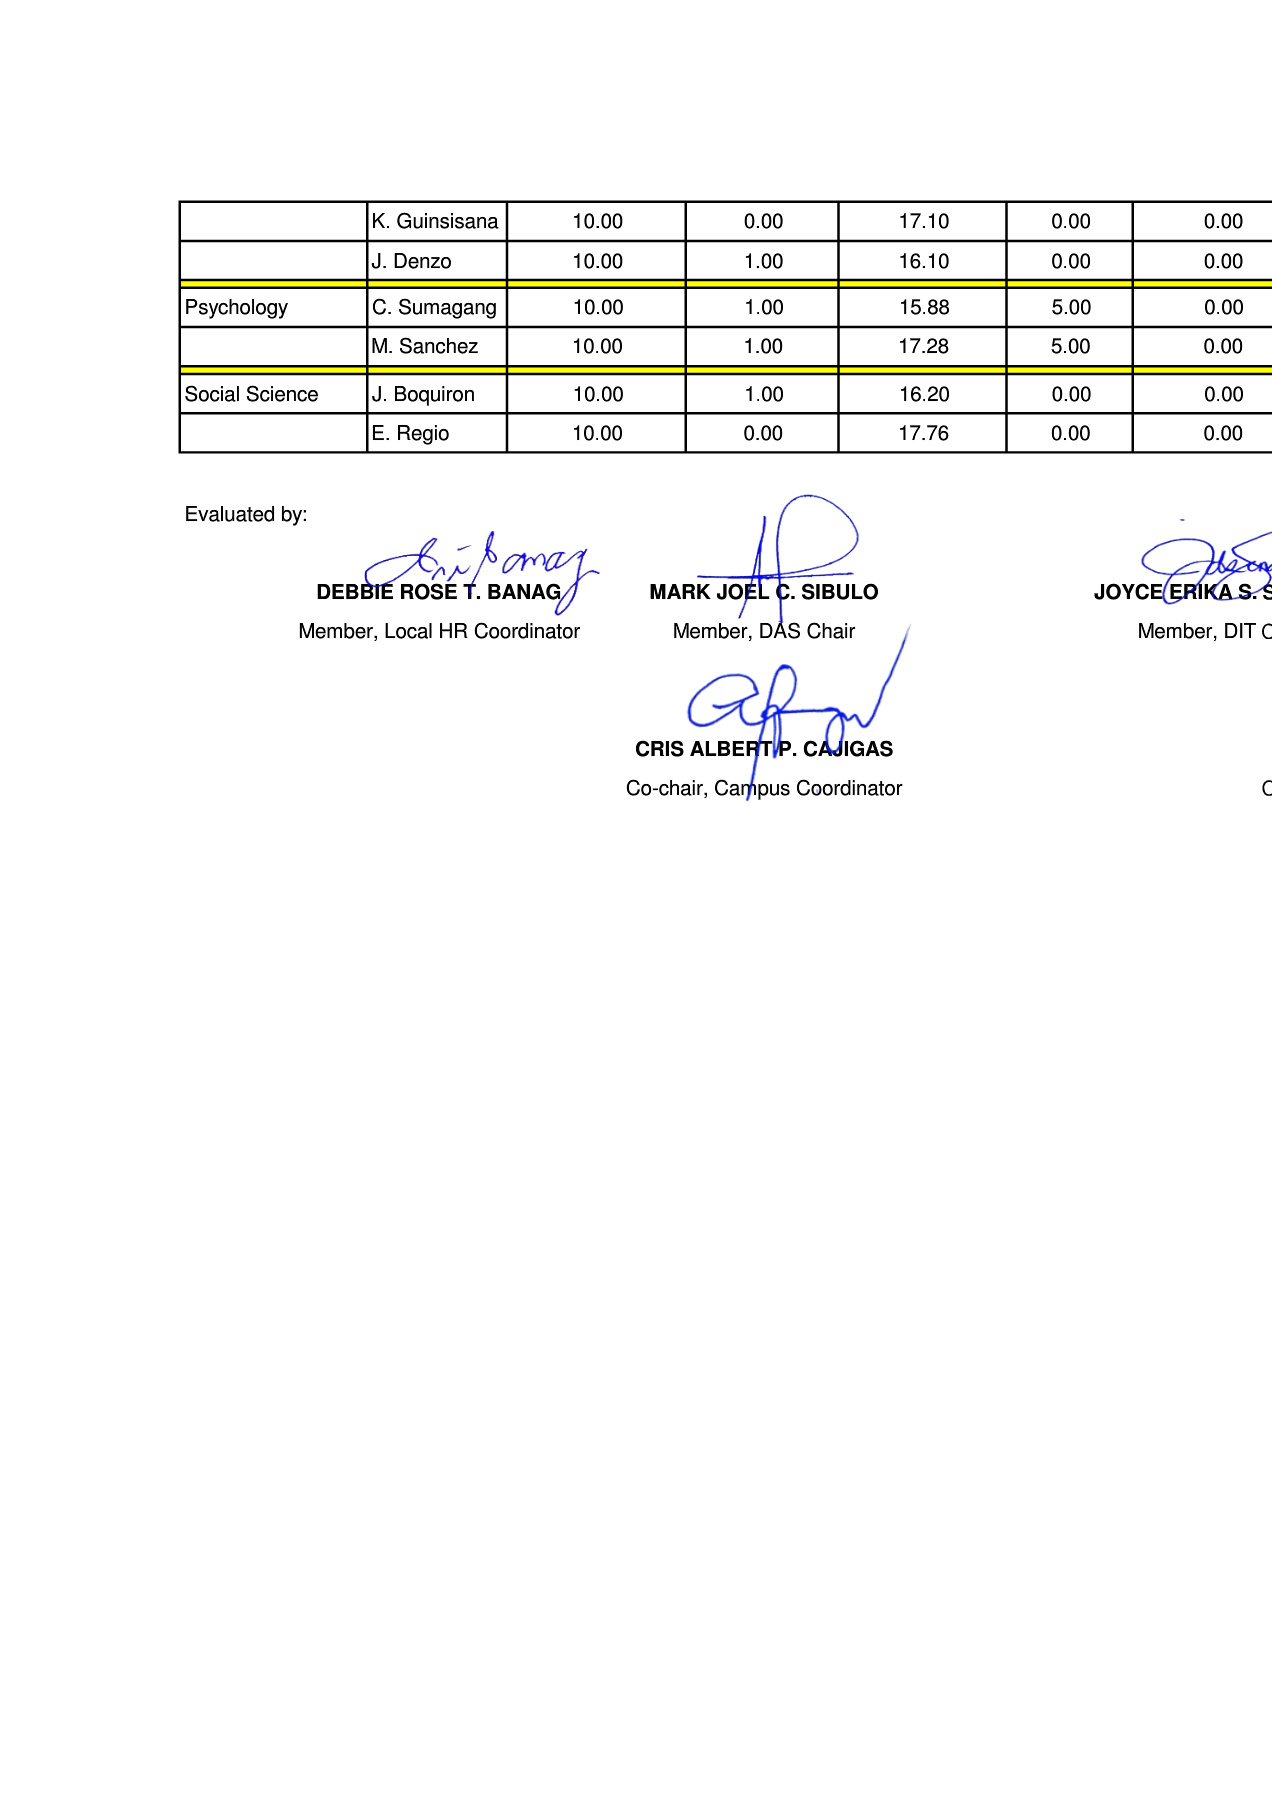 K. Guinsisana 10.00 0.00 17.10 0.00 0.00
J. Denzo 10.00 1.00 16.10 0.00 0.00
Psychology C. Sumagang 10.00 1.00 15.88 5.00 0.00
M. Sanchez 10.00 1.00 17.28 5.00 0.00
Social Science J. Boquiron 10.00 1.00 16.20 0.00 0.00
E. Regio 10.00 0.00 17.76 0.00 0.00
Evaluated by:
DEBBIE ROSE T. BANAG MARK JOEL C. SIBULO JOYCE ERIKA S.
Member, Local HR Coordinator Member, DAS Chair Member, DIT
CRIS ALBERT P. CAJIGAS
Co-chair, Campus Coordinator